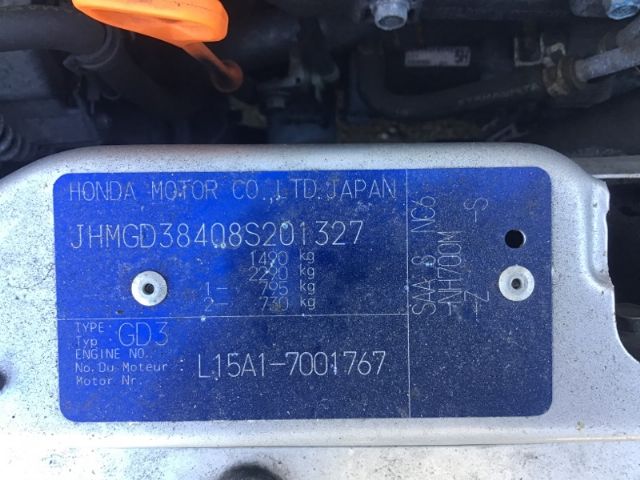 HONDA MOTOR CO.,LTD.JAPAN
JHMGD38408S201327
1490 kg
2290 kg
1- 795 kg
2- 730 kg
TYPE
Typ GD3
ENGINE NO.
No.Du Moteur: L15A1-7001767
Motor Nr.
SAA-S-NC6
-NH700M-S
-Z